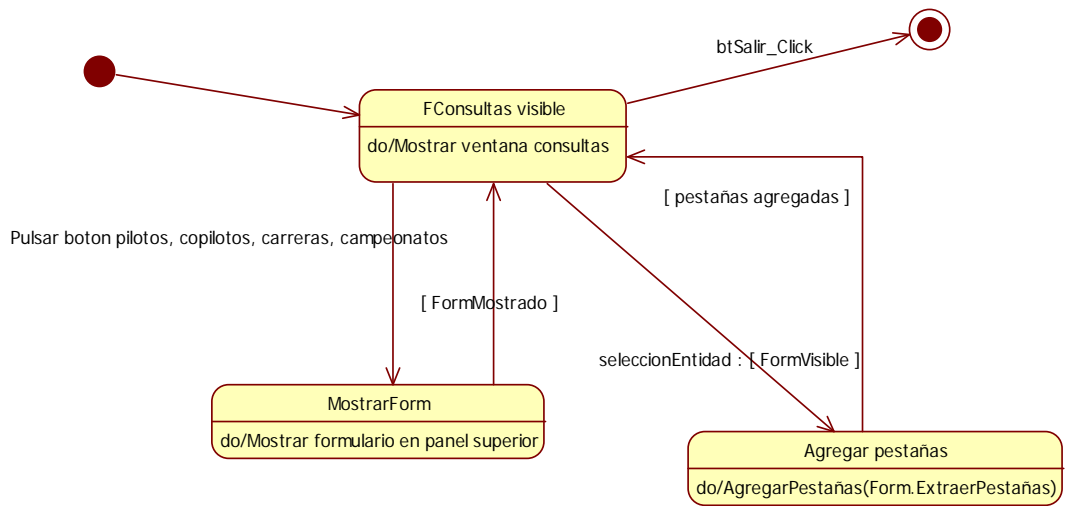 btSalir_Click
FConsultas visible
do/Mostrar ventana consultas
[ pestañas agregadas ]
Pulsar boton pilotos, copilotos, carreras, campeonatos
[ FormMostrado ]
seleccionEntidad : [ FormVisible ]
MostrarForm
do/Mostrar formulario en panel superior
Agregar pestañas
do/AgregarPestañas(Form.ExtraerPestañas)